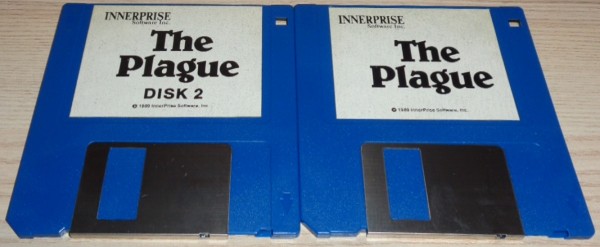 INNERPRISE
Software Inc.
The
Plague
DISK 2
INNERPRISE
Software Inc.
The
Plague